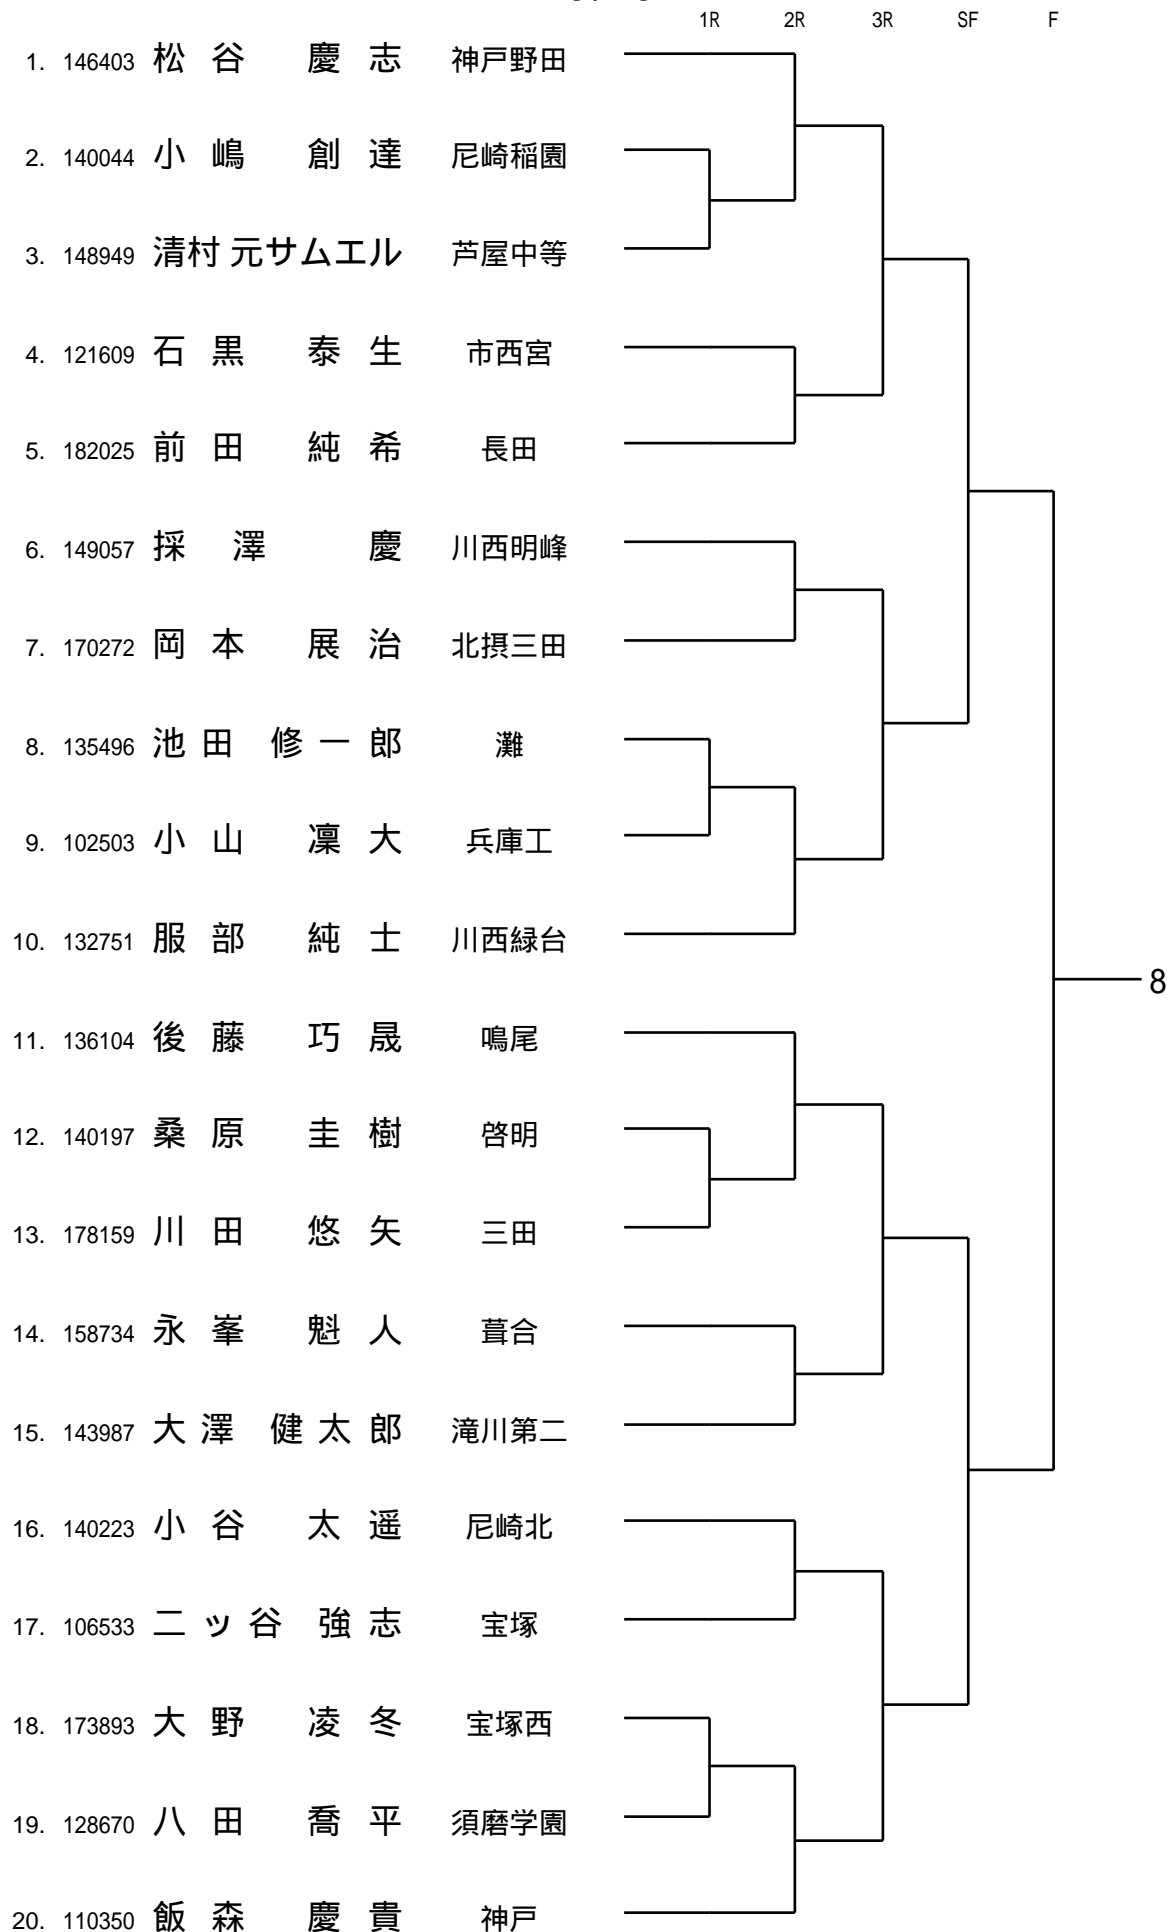 1R 2R 3R SF F
1. 146403 松谷 慶志 神戸野田
2. 140044 小嶋 創達 尼崎稲園
3. 148949 清村 元サムエル 芦屋中等
4. 121609 石黒 泰生 市西宮
5. 182025 前田 純希 長田
6. 149057 採澤 慶 川西明峰
7. 170272 岡本 展治 北摂三田
8. 135496 池田 修一郎 灘
9. 102503 小山 凜大 兵庫工
10. 132751 服部 純士 川西緑台
8
11. 136104 後藤 巧晟 鳴尾
12. 140197 桑原 圭樹 啓明
13. 178159 川田 悠矢 三田
14. 158734 永峯 魁人 葺合
15. 143987 大澤 健太郎 滝川第二
16. 140223 小谷 太遥 尼崎北
17. 106533 二ッ谷 強志 宝塚
18. 173893 大野 凌冬 宝塚西
19. 128670 八田 喬平 須磨学園
20. 110350 飯森 慶貴 神戸